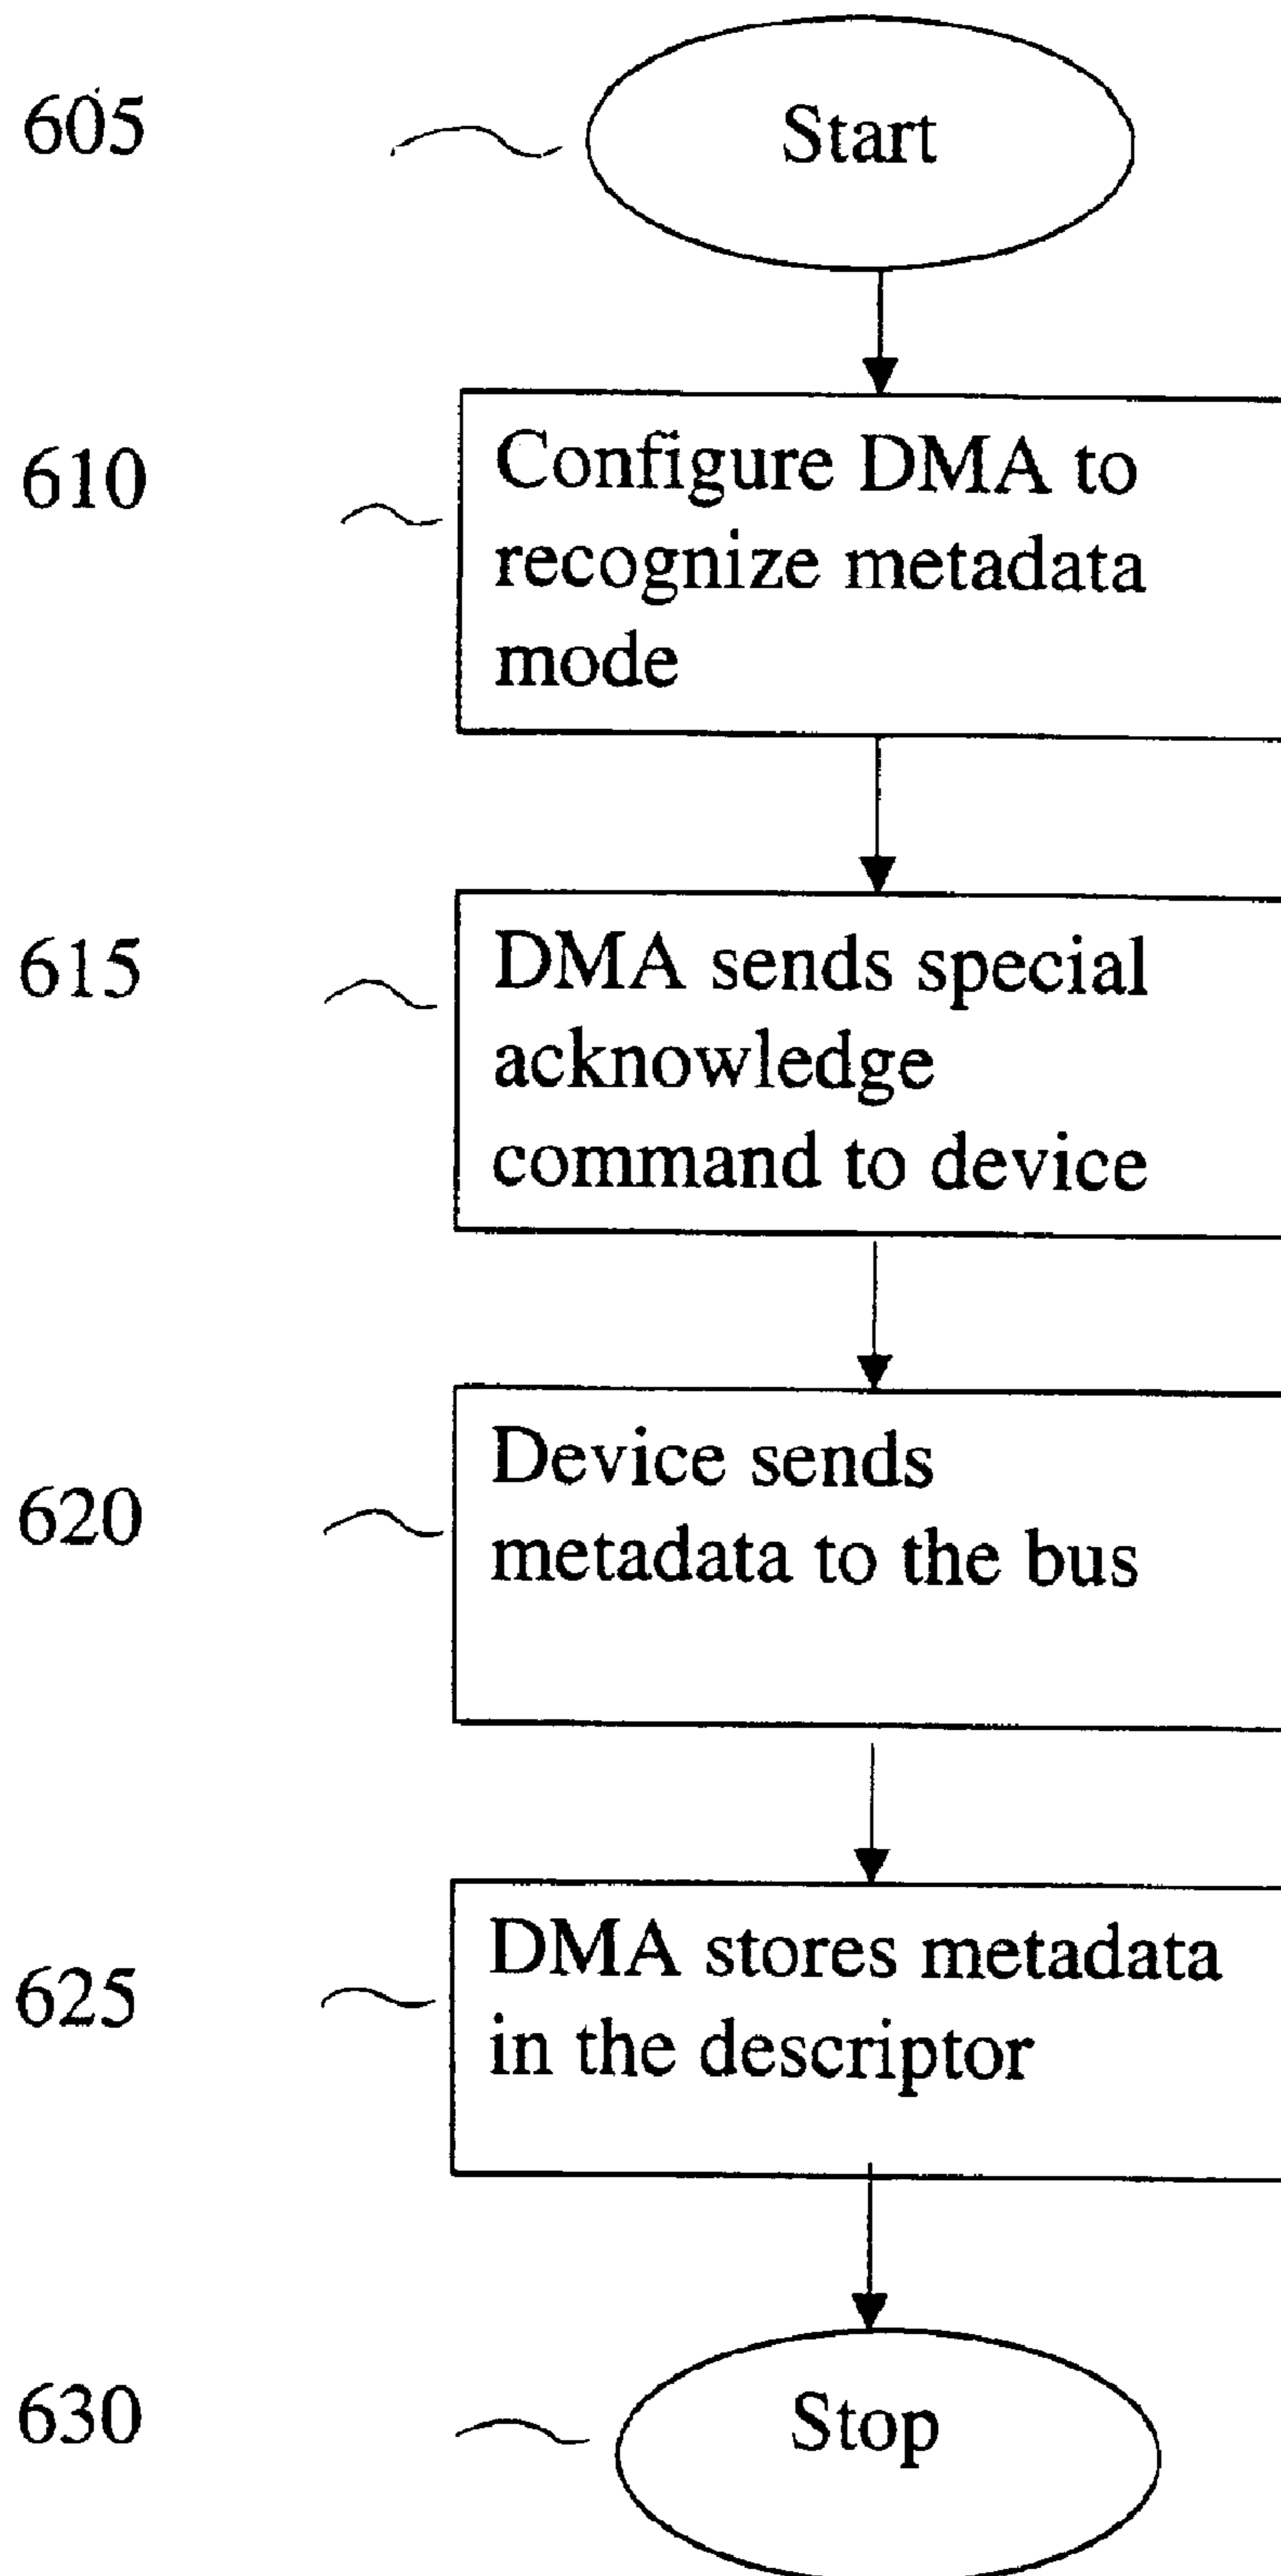 605
Start
610
Configure DMA to
recognize metadata
mode
615
DMA sends special
acknowledge
command to device
620
Device sends
metadata to the bus
625
DMA stores metadata
in the descriptor
630
Stop